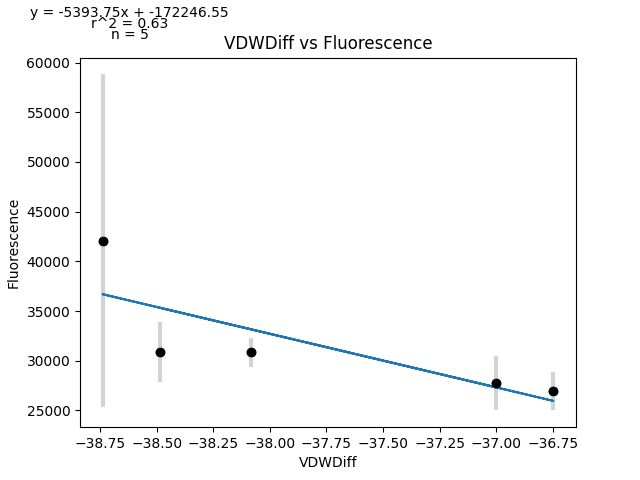 y = -5393.75x + -172246.55
r^2 = 0.63
n = 5
VDWDiff vs Fluorescence
60000
55000
50000
45000
40000
35000
30000
25000
Fluorescence
−38.75 −38.50 −38.25 −38.00 −37.75 −37.50 −37.25 −37.00 −36.75
VDWDiff